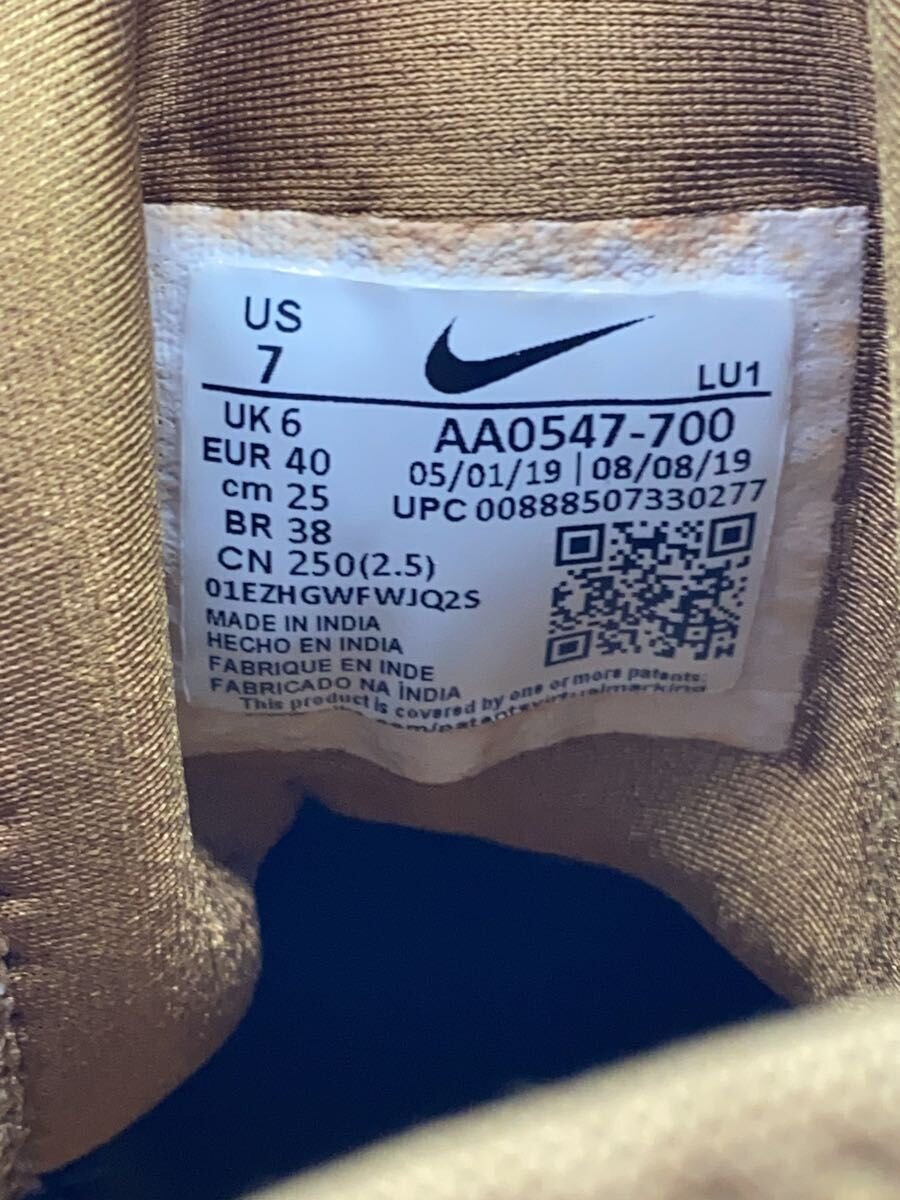 US
7
LU1
UK 6
EUR 40
cm 25
BR 38
CN 250(2.5)
AA0547-700
05/01/19 | 08/08/19
UPC 00888507330277
01EZHGWFWJQ2S
MADE IN INDIA
HECHO EN INDIA
FABRIQUE EN INDE
FABRICADO NA ÍNDIA
This product is covered by one or more patents: